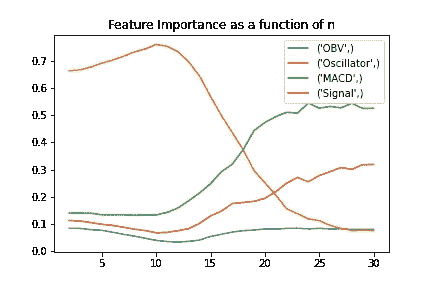 Feature Importance as a function of n
('OBV',)
('Oscillator',)
('MACD',)
('Signal',)
0.7
0.6
0.5
0.4
0.3
0.2
0.1
0.0
5 10 15 20 25 30